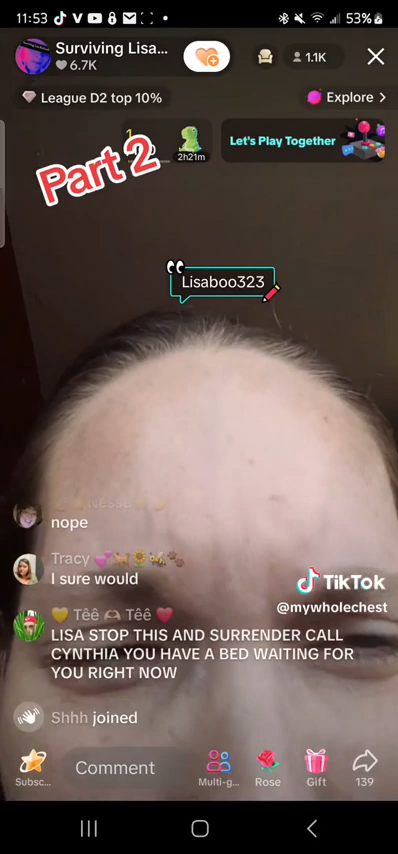 11:53
53%
Surviving Lisa...
6.7K
1.1K
League D2 top 10%
Explore >
Part 2
2h21m
Let's Play Together
Lisaboo323
Nessa
nope
Tracy
I sure would
Têê Têê
LISA STOP THIS AND SURRENDER CALL
CYNTHIA YOU HAVE A BED WAITING FOR
YOU RIGHT NOW
TikTok
@mywholechest
Shhh joined
Subsc...
Comment
Multi-g...
Rose
Gift
139